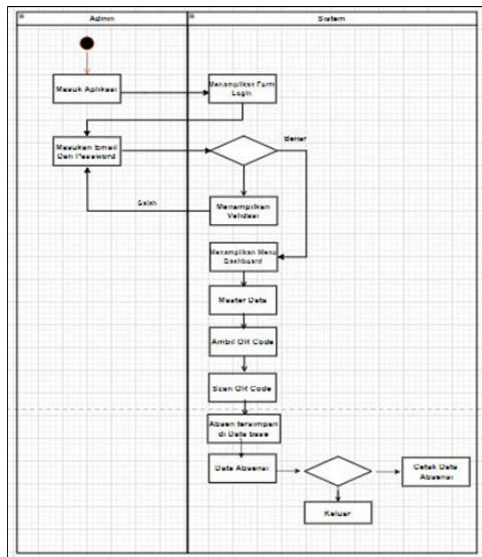 Admin
Sistem
Masuk Aplikasi
Menampilkan Form
Login
Masukan Email
Dan Password
Benar
Salah
Menampilkan
Validasi
Menampilkan Menu
Dashboard
Master Data
Ambil QR Code
Scan QR Code
Absen tersimpan
di Data base
Data Absensi
Cetak Data
Absensi
Keluar